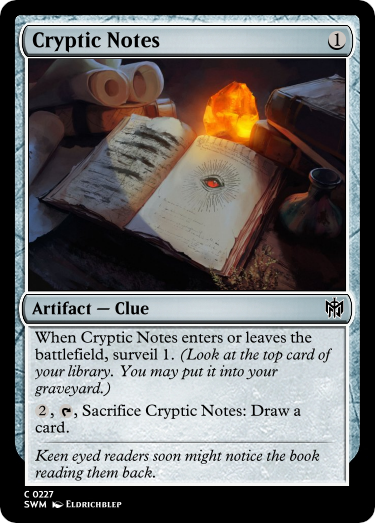 Cryptic Notes 1
Artifact — Clue
When Cryptic Notes enters or leaves the
battlefield, surveil 1. (Look at the top card of
your library. You may put it into your
graveyard.)
2, , Sacrifice Cryptic Notes: Draw a
card.
Keen eyed readers soon might notice the book
reading them back.
C 0227
SWM Eldrichblep